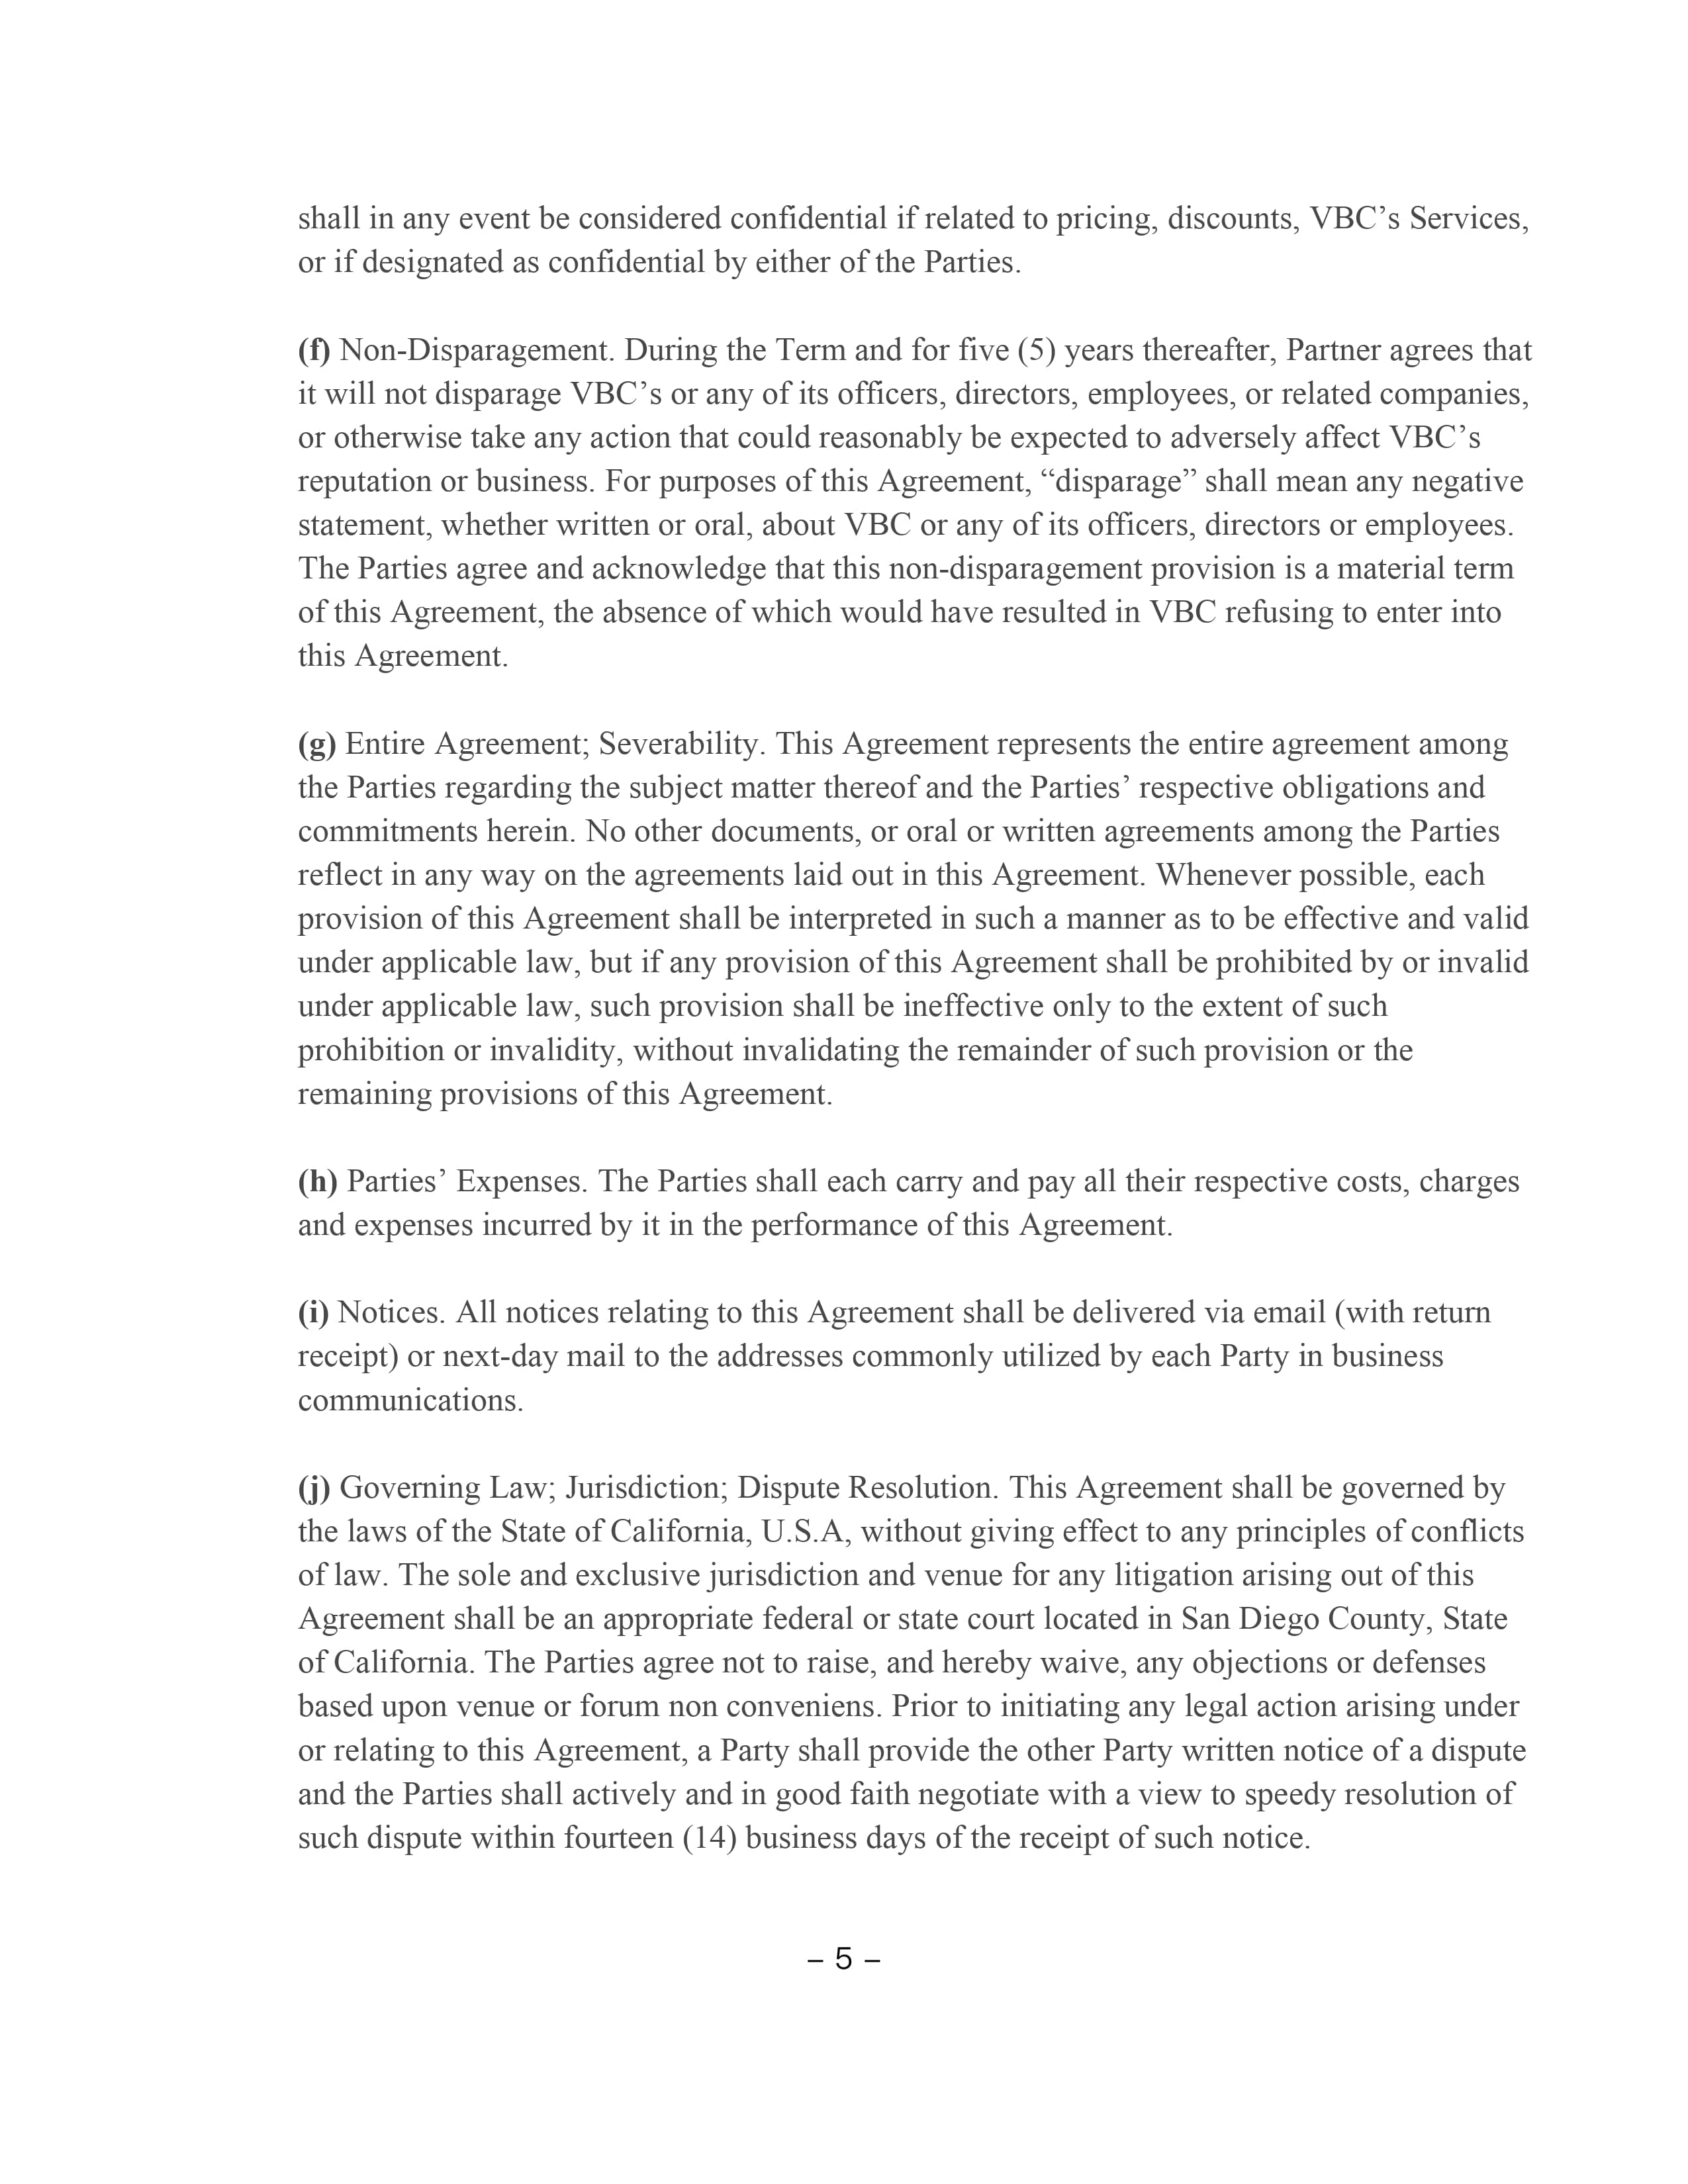 shall in any event be considered confidential if related to pricing, discounts, VBC’s Services,
or if designated as confidential by either of the Parties.
(f) Non-Disparagement. During the Term and for five (5) years thereafter, Partner agrees that
it will not disparage VBC’s or any of its officers, directors, employees, or related companies,
or otherwise take any action that could reasonably be expected to adversely affect VBC’s
reputation or business. For purposes of this Agreement, “disparage” shall mean any negative
statement, whether written or oral, about VBC or any of its officers, directors or employees.
The Parties agree and acknowledge that this non-disparagement provision is a material term
of this Agreement, the absence of which would have resulted in VBC refusing to enter into
this Agreement.
(g) Entire Agreement; Severability. This Agreement represents the entire agreement among
the Parties regarding the subject matter thereof and the Parties’ respective obligations and
commitments herein. No other documents, or oral or written agreements among the Parties
reflect in any way on the agreements laid out in this Agreement. Whenever possible, each
provision of this Agreement shall be interpreted in such a manner as to be effective and valid
under applicable law, but if any provision of this Agreement shall be prohibited by or invalid
under applicable law, such provision shall be ineffective only to the extent of such
prohibition or invalidity, without invalidating the remainder of such provision or the
remaining provisions of this Agreement.
(h) Parties’ Expenses. The Parties shall each carry and pay all their respective costs, charges
and expenses incurred by it in the performance of this Agreement.
(i) Notices. All notices relating to this Agreement shall be delivered via email (with return
receipt) or next-day mail to the addresses commonly utilized by each Party in business
communications.
(j) Governing Law; Jurisdiction; Dispute Resolution. This Agreement shall be governed by
the laws of the State of California, U.S.A, without giving effect to any principles of conflicts
of law. The sole and exclusive jurisdiction and venue for any litigation arising out of this
Agreement shall be an appropriate federal or state court located in San Diego County, State
of California. The Parties agree not to raise, and hereby waive, any objections or defenses
based upon venue or forum non conveniens. Prior to initiating any legal action arising under
or relating to this Agreement, a Party shall provide the other Party written notice of a dispute
and the Parties shall actively and in good faith negotiate with a view to speedy resolution of
such dispute within fourteen (14) business days of the receipt of such notice.
– 5 –